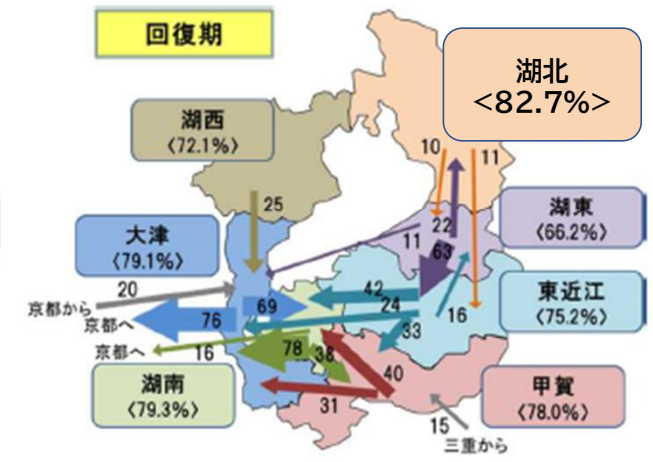 回復期
湖北
<82.7%>
湖西
〈72.1%〉
10
11
25
湖東
〈66.2%〉
大津
〈79.1%〉
22
11
63
東近江
〈75.2%〉
20
京都から
京都へ
76
69
42
24
33
16
京都へ
16
78
38
湖南
〈79.3%〉
40
甲賀
〈78.0%〉
31
15
三重から